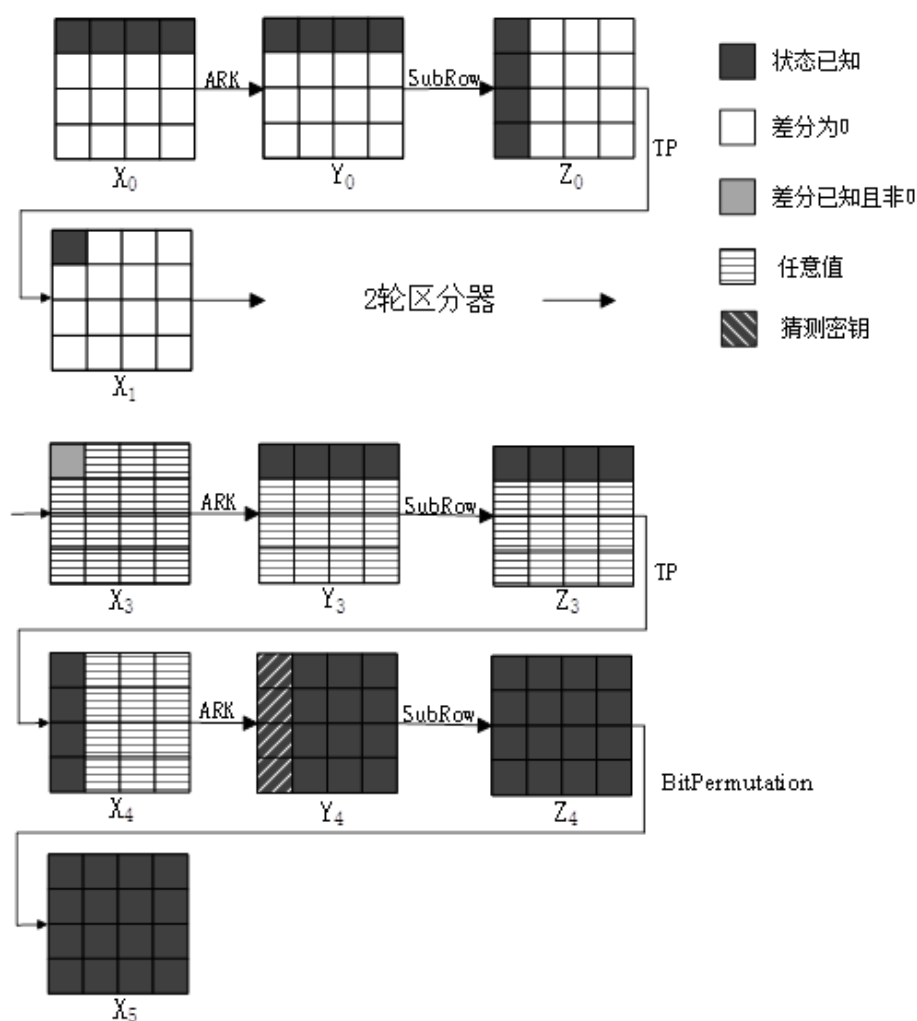 ARK
SubRow
X₀
Y₀
Z₀
TP
状态已知
差分为0
差分已知且非0
任意值
猜测密钥
2轮区分器
X₁
ARK
SubRow
X₃
Y₃
Z₃
TP
ARK
SubRow
X₄
Y₄
Z₄
BitPermutation
X₅